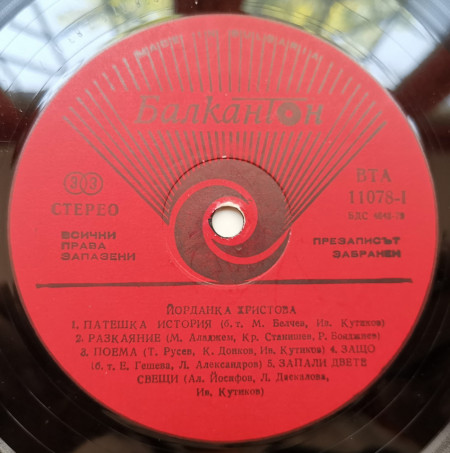 Балкантон
33
СТЕРЕО
ВТА
11078-I
БДС 4040-79
ВСИЧКИ
ПРАВА
ЗАПАЗЕНИ
ПРЕЗАПИСЪТ
ЗАБРАНЕН
ЙОРДАНКА ХРИСТОВА
1. ПАТЕШКА ИСТОРИЯ (б. т. М. Белчев, Ив. Кутиков)
2. РАЗКАЯНИЕ (М. Аладжем, Кр. Станишев, Р. Бояджиев)
3. ПОЕМА (Т. Русев, К. Донков, Ив. Кутиков) 4. ЗАЩО
(б. т. Е. Гешева, Л. Александров) 5. ЗАПАЛИ ДВЕТЕ
СВЕЩИ (Ал. Йосифов, Л. Даскалова,
Ив. Кутиков)